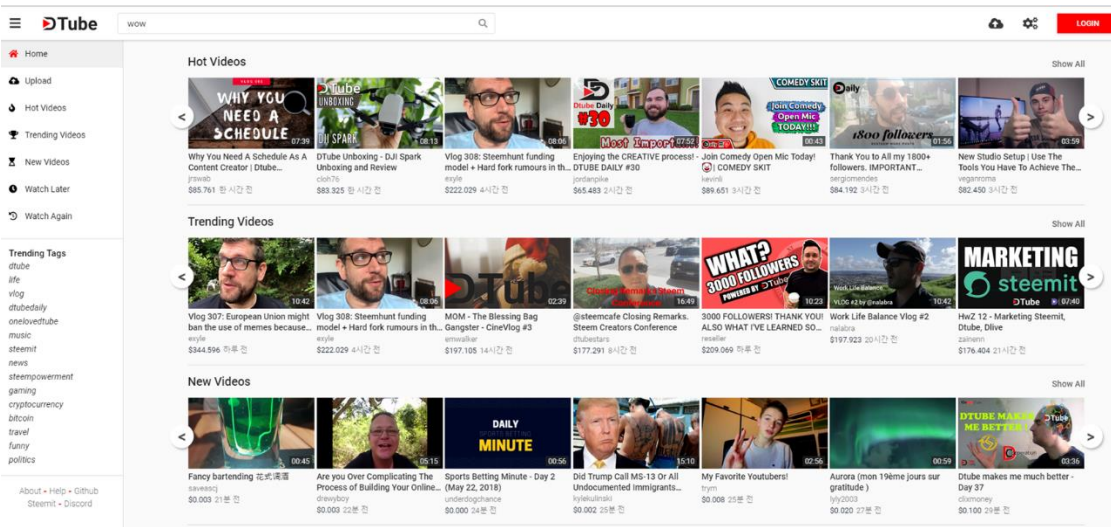 DTube
wow
LOGIN
Home
Upload
Hot Videos
Trending Videos
New Videos
Watch Later
Watch Again
Trending Tags
dtube
life
vlog
dtubedaily
onelovedtube
music
steemit
news
steempowerment
gaming
cryptocurrency
bitcoin
travel
funny
politics
About • Help • Github
Steemit • Discord
Hot Videos
Show All
WHY YOU
NEED A
SCHEDULE
07:39
Why You Need A Schedule As A
Content Creator | Dtube...
jrswab
$85.761 한 시간 전
DTube
UNBOXING
DJI SPARK
08:13
DTube Unboxing - DJI Spark
Unboxing and Review
cloh76
$83.325 한 시간 전
08:06
Vlog 308: Steemhunt funding
model + Hard fork rumours in th...
exyle
$222.029 4시간 전
Dtube Daily
#30
07:52
Enjoying the CREATIVE process! -
DTUBE DAILY #30
jordanpike
$65.483 2시간 전
COMEDY SKIT
Join Comedy
Open Mic
TODAY!!!
00:43
Join Comedy Open Mic Today!
| COMEDY SKIT
kevinli
$89.651 3시간 전
Daily
1800 followers
01:56
Thank You to All my 1800+
followers. IMPORTANT...
sergiomendes
$84.192 3시간 전
03:59
New Studio Setup | Use The
Tools You Have To Achieve The...
veganroma
$82.450 3시간 전
Trending Videos
Show All
10:42
Vlog 307: European Union might
ban the use of memes because...
exyle
$344.596 하루 전
08:06
Vlog 308: Steemhunt funding
model + Hard fork rumours in th...
exyle
$222.029 4시간 전
DTube
02:39
MOM - The Blessing Bag
Gangster - CineVlog #3
emwalker
$197.105 14시간 전
Closing Remarks Steem
16:49
@steemcafe Closing Remarks.
Steem Creators Conference
dtubestars
$177.291 8시간 전
WHAT?
3000 FOLLOWERS
POWERED BY DTube
10:23
3000 FOLLOWERS! THANK YOU!
ALSO WHAT I'VE LEARNED SO...
reseller
$209.069 하루 전
Work Life Balance
VLOG #2 by @nalabra
10:42
Work Life Balance Vlog #2
nalabra
$197.923 20시간 전
MARKETING
steemit
DTube
07:40
HwZ 12 - Marketing Steemit,
Dtube, Dlive
zainenn
$176.404 21시간 전
New Videos
Show All
00:45
Fancy bartending 花式调酒
savvasscj
$0.003 21분 전
05:15
Are you Over Complicating The
Process of Building Your Online...
drewyboy
$0.003 22분 전
DAILY
SPORTS BETTING
MINUTE
00:56
Sports Betting Minute - Day 2
(May 22, 2018)
underdogchance
$0.000 24분 전
15:10
Did Trump Call MS-13 Or All
Undocumented Immigrants...
kylekulinski
$0.002 25분 전
02:56
My Favorite Youtubers!
trym
$0.008 25분 전
00:59
Aurora (mon 19ème jours sur
gratitude )
lyly2003
$0.020 27분 전
DTUBE MAKES
ME BETTER !
DTube
03:36
Dtube makes me much better -
Day 37
clixmoney
$0.100 29분 전